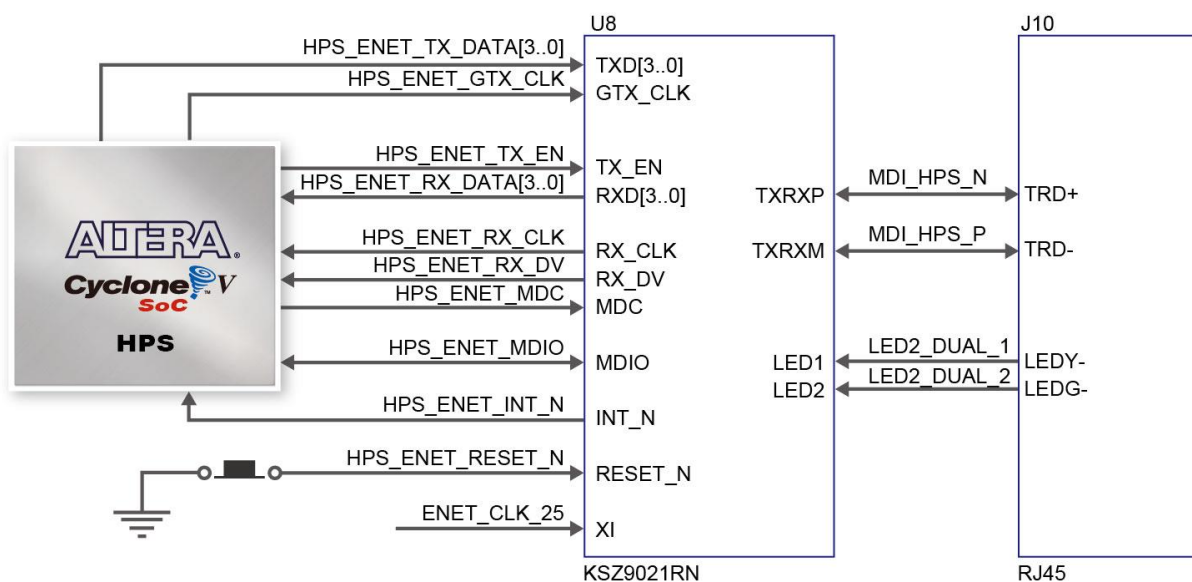 U8
J10
HPS_ENET_TX_DATA[3..0]
TXD[3..0]
HPS_ENET_GTX_CLK
GTX_CLK
HPS_ENET_TX_EN
TX_EN
HPS_ENET_RX_DATA[3..0]
RXD[3..0]
TXRXP
MDI_HPS_N
TRD+
ALTERA®
Cyclone™ V
SoC
HPS
HPS_ENET_RX_CLK
RX_CLK
TXRXM
MDI_HPS_P
TRD-
HPS_ENET_RX_DV
RX_DV
HPS_ENET_MDC
MDC
HPS_ENET_MDIO
MDIO
LED1
LED2_DUAL_1
LEDY-
LED2
LED2_DUAL_2
LEDG-
HPS_ENET_INT_N
INT_N
HPS_ENET_RESET_N
RESET_N
ENET_CLK_25
XI
KSZ9021RN
RJ45